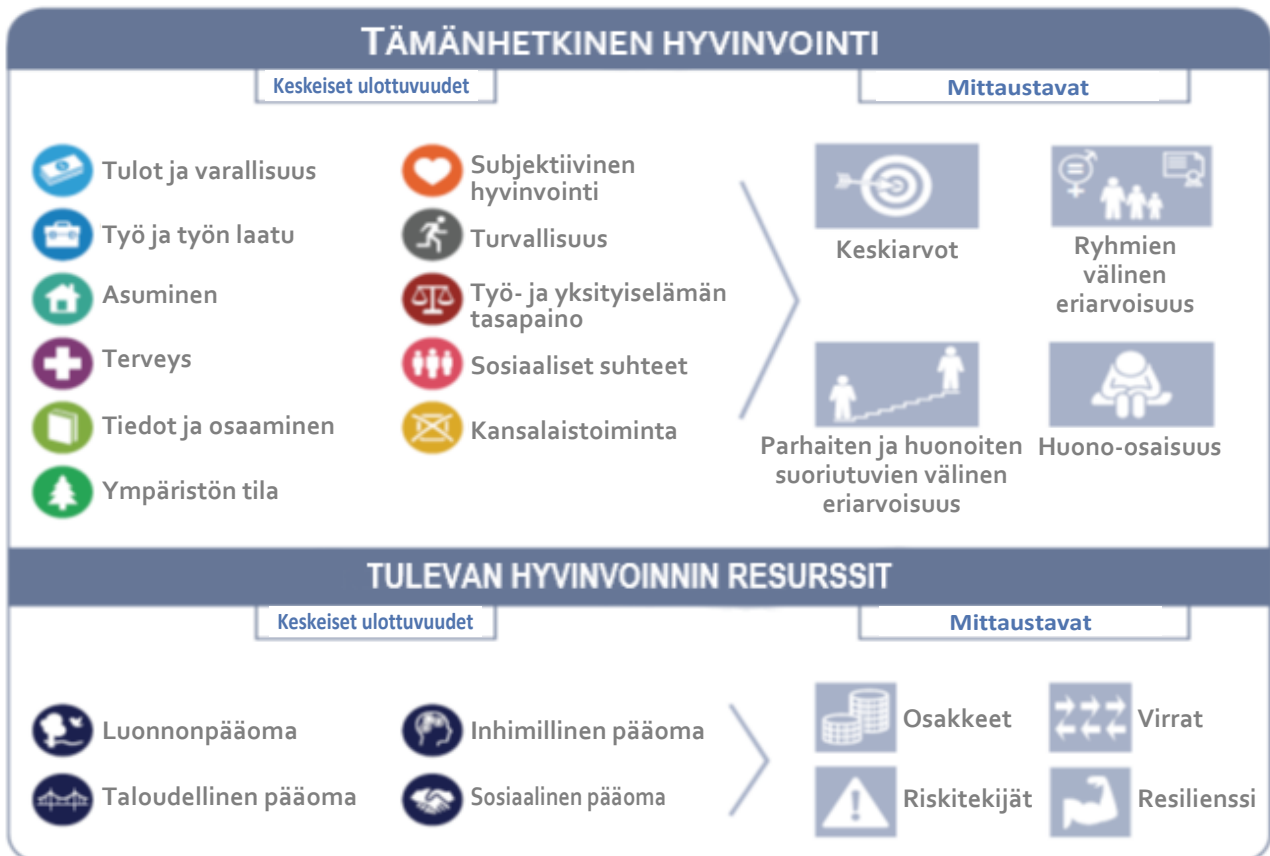 TÄMÄNHETKINEN HYVINVOINTI
Keskeiset ulottuvuudet
Mittaustavat
Tulot ja varallisuus
Työ ja työn laatu
Asuminen
Terveys
Tiedot ja osaaminen
Ympäristön tila
Subjektiivinen
hyvinvointi
Turvallisuus
Työ- ja yksityiselämän
tasapaino
Sosiaaliset suhteet
Kansalaistoiminta
Keskiarvot
Ryhmien
välinen
eriarvoisuus
Parhaiten ja huonoiten
suoriutuvien välinen
eriarvoisuus
Huono-osaisuus
TULEVAN HYVINVOINNIN RESURSSIT
Keskeiset ulottuvuudet
Mittaustavat
Luonnonpääoma
Taloudellinen pääoma
Inhimillinen pääoma
Sosiaalinen pääoma
Osakkeet
Virrat
Riskitekijät
Resilienssi